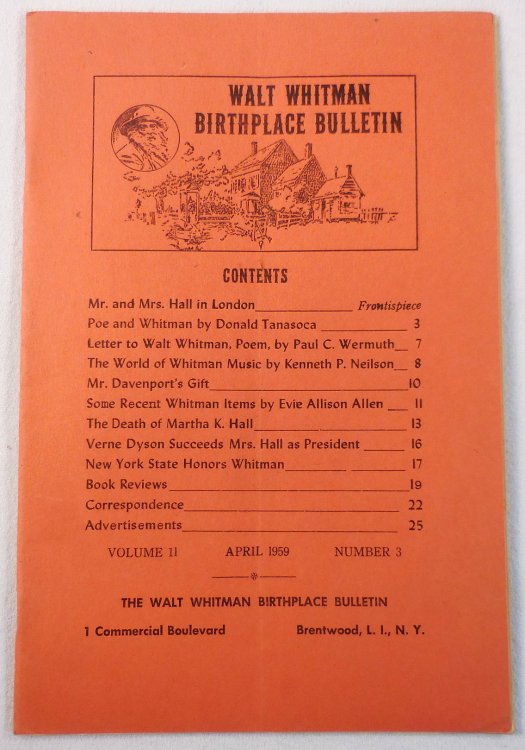 WALT WHITMAN
BIRTHPLACE BULLETIN
CONTENTS
Mr. and Mrs. Hall in London Frontispiece
Poe and Whitman by Donald Tanasoca 3
Letter to Walt Whitman, Poem, by Paul C. Wermuth 7
The World of Whitman Music by Kenneth P. Neilson 8
Mr. Davenport's Gift 10
Some Recent Whitman Items by Evie Allison Allen 11
The Death of Martha K. Hall 13
Verne Dyson Succeeds Mrs. Hall as President 16
New York State Honors Whitman 17
Book Reviews 19
Correspondence 22
Advertisements 25
VOLUME 11 APRIL 1959 NUMBER 3
THE WALT WHITMAN BIRTHPLACE BULLETIN
1 Commercial Boulevard Brentwood, L. I., N. Y.